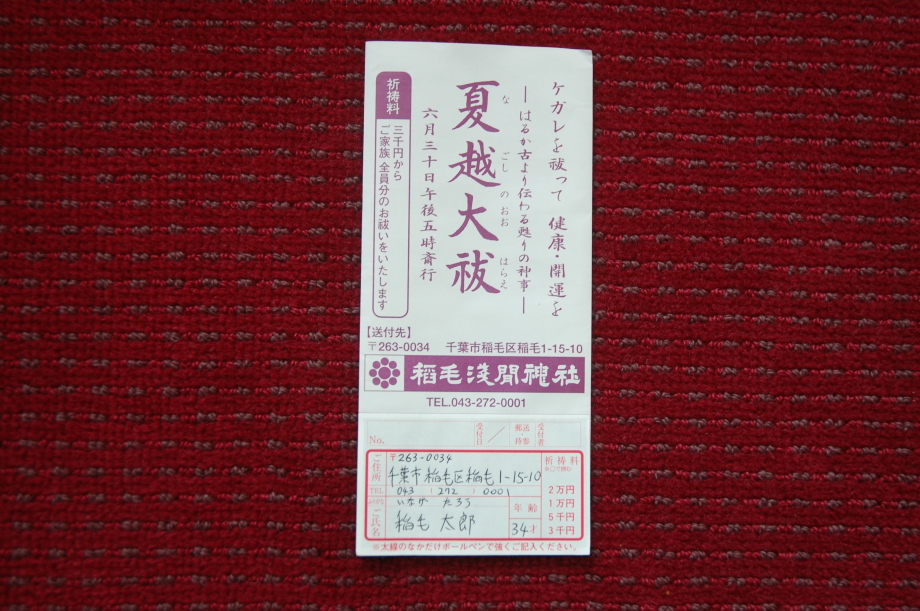 ケガレを祓って 健康・開運を
―はるか古より伝わる甦りの神事―
夏越大祓
なごしのおおはらえ
六月三十日午後五時斎行
祈祷料
三千円から
ご家族 全員分のお祓いをいたします
【送付先】
〒263-0034 千葉市稲毛区稲毛1-15-10
稻毛浅間神社
TEL.043-272-0001
No.
受付日 /
郵送 持参
受付者
ご住所
〒263-0034
千葉市稲毛区稲毛1-15-10
TEL 043 : 272 : 0001
いなげ たろう
ご氏名
稲毛 太郎
年齢
34才
祈祷料
2万円
1万円
5千円
3千円
※太線のなかだけボールペンで強くご記入ください。